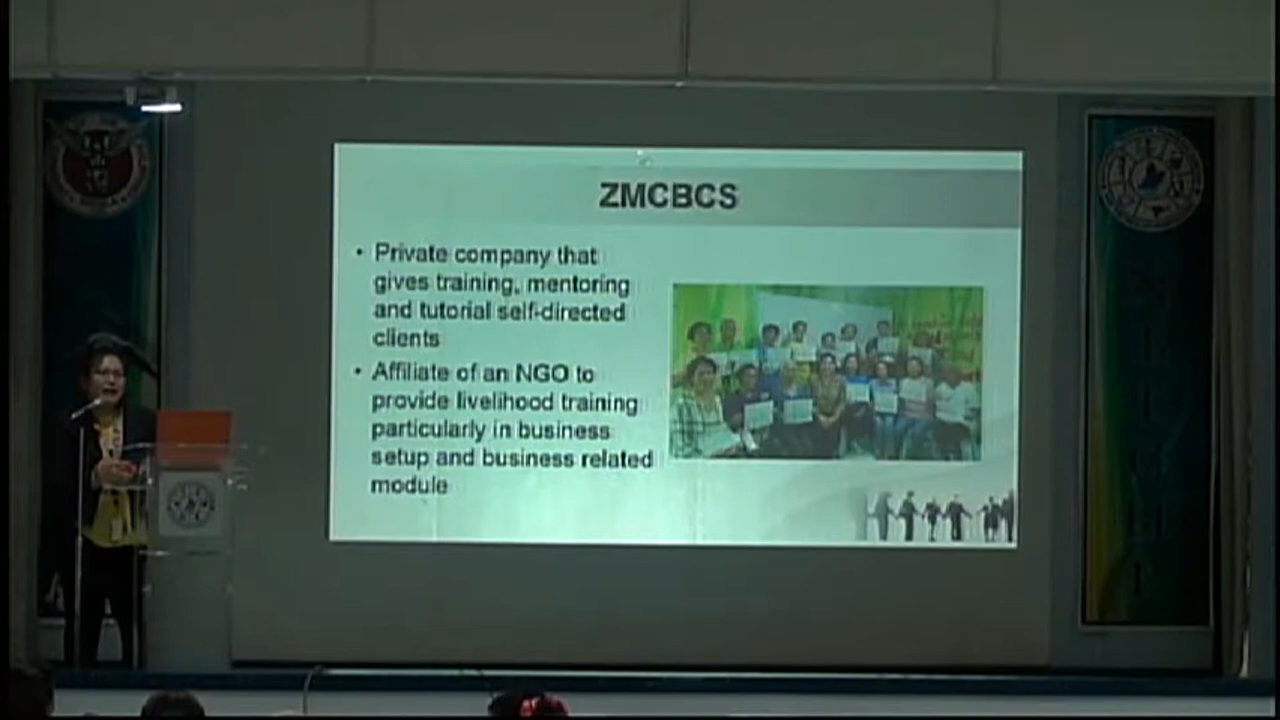 ZMCBCS
• Private company that
gives training, mentoring
and tutorial self-directed
clients
• Affiliate of an NGO to
provide livelihood training
particularly in business
setup and business related
module